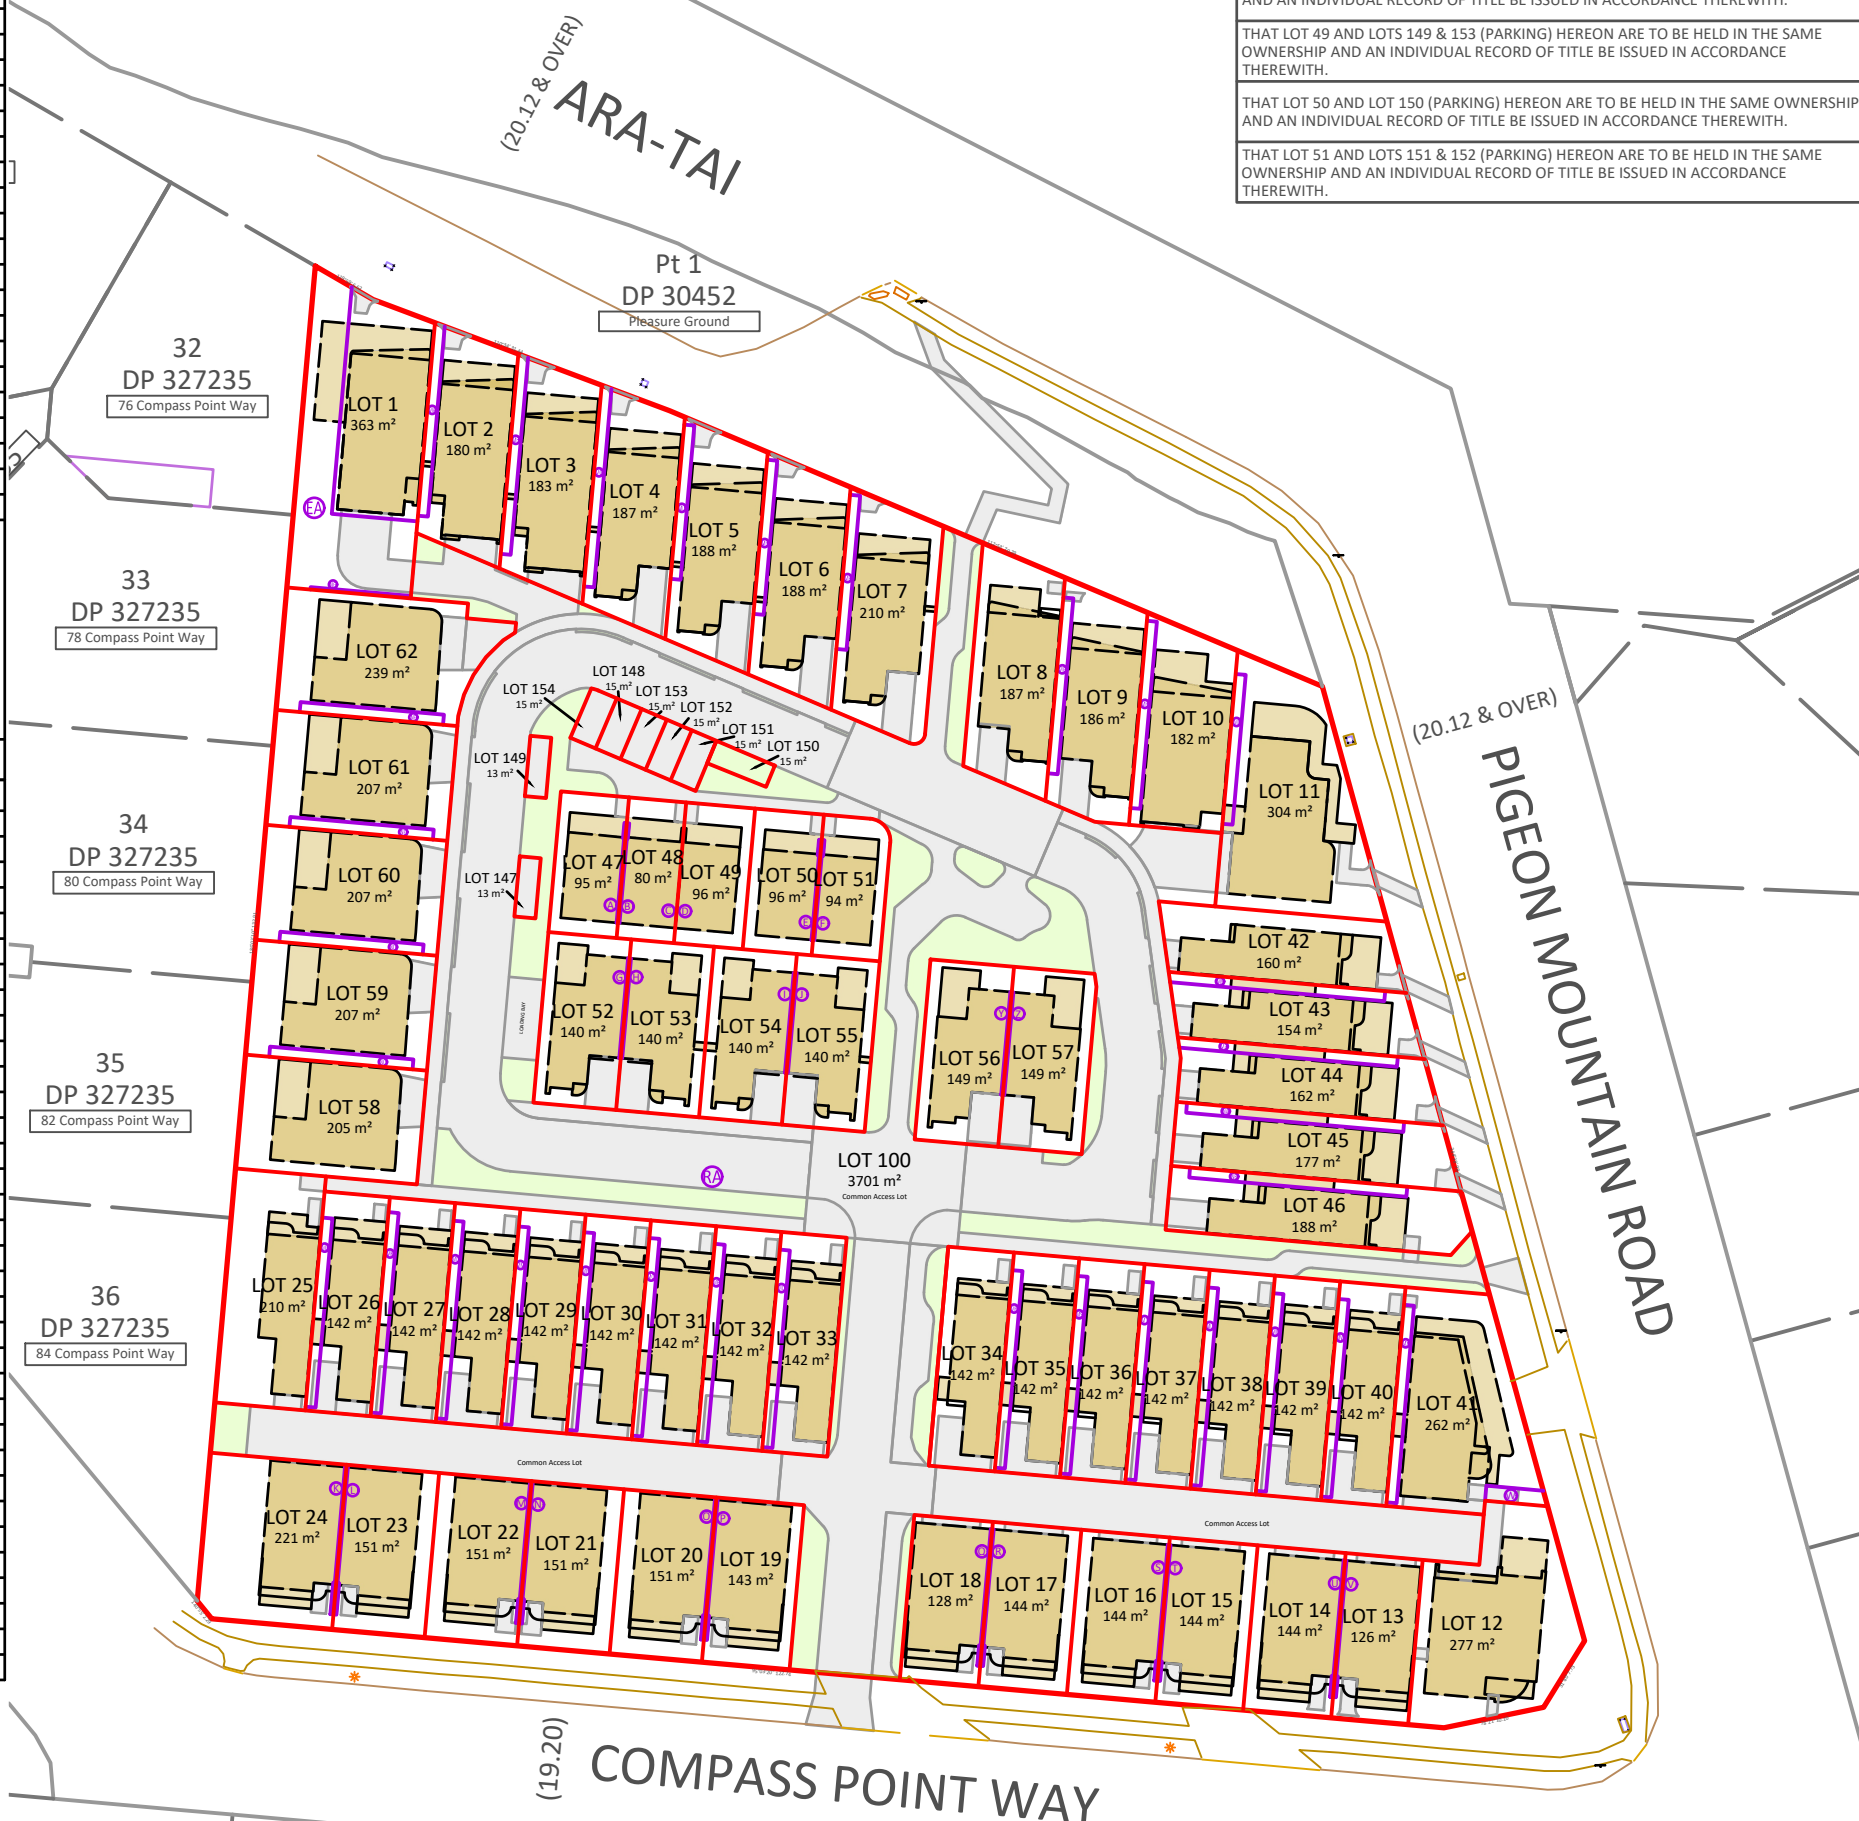 AND AN INDIVIDUAL RECORD OF TITLE BE ISSUED IN ACCORDANCE THEREWITH.
THAT LOT 49 AND LOTS 149 & 153 (PARKING) HEREON ARE TO BE HELD IN THE SAME
OWNERSHIP AND AN INDIVIDUAL RECORD OF TITLE BE ISSUED IN ACCORDANCE
THEREWITH.
THAT LOT 50 AND LOT 150 (PARKING) HEREON ARE TO BE HELD IN THE SAME OWNERSHIP
AND AN INDIVIDUAL RECORD OF TITLE BE ISSUED IN ACCORDANCE THEREWITH.
THAT LOT 51 AND LOTS 151 & 152 (PARKING) HEREON ARE TO BE HELD IN THE SAME
OWNERSHIP AND AN INDIVIDUAL RECORD OF TITLE BE ISSUED IN ACCORDANCE
THEREWITH.
(20.12 & OVER)
ARA-TAI
Pt 1
DP 30452
Pleasure Ground
32
DP 327235
76 Compass Point Way
33
DP 327235
78 Compass Point Way
34
DP 327235
80 Compass Point Way
35
DP 327235
82 Compass Point Way
36
DP 327235
84 Compass Point Way
LOT 1
363 m²
LOT 2
180 m²
LOT 3
183 m²
LOT 4
187 m²
LOT 5
188 m²
LOT 6
188 m²
LOT 7
210 m²
LOT 8
187 m²
LOT 9
186 m²
LOT 10
182 m²
LOT 11
304 m²
EA
(20.12 & OVER)
PIGEON MOUNTAIN ROAD
LOT 62
239 m²
LOT 61
207 m²
LOT 60
207 m²
LOT 59
207 m²
LOT 58
205 m²
LOT 154
15 m²
LOT 148
15 m²
LOT 153
15 m²
LOT 152
15 m²
LOT 151
15 m²
LOT 150
15 m²
LOT 149
13 m²
LOT 147
13 m²
LOT 47
95 m²
LOT 48
80 m²
LOT 49
96 m²
LOT 50
96 m²
LOT 51
94 m²
A B
C D
E F
G H
I J
Y Z
LOT 52
140 m²
LOT 53
140 m²
LOT 54
140 m²
LOT 55
140 m²
LOT 56
149 m²
LOT 57
149 m²
LOADING BAY
LOT 42
160 m²
LOT 43
154 m²
LOT 44
162 m²
LOT 45
177 m²
LOT 46
188 m²
RA
LOT 100
3701 m²
Common Access Lot
LOT 25
210 m²
LOT 26
142 m²
LOT 27
142 m²
LOT 28
142 m²
LOT 29
142 m²
LOT 30
142 m²
LOT 31
142 m²
LOT 32
142 m²
LOT 33
142 m²
LOT 34
142 m²
LOT 35
142 m²
LOT 36
142 m²
LOT 37
142 m²
LOT 38
142 m²
LOT 39
142 m²
LOT 40
142 m²
LOT 41
262 m²
Common Access Lot
Common Access Lot
W
K L
M N
O P
Q R
S T
U V
LOT 24
221 m²
LOT 23
151 m²
LOT 22
151 m²
LOT 21
151 m²
LOT 20
151 m²
LOT 19
143 m²
LOT 18
128 m²
LOT 17
144 m²
LOT 16
144 m²
LOT 15
144 m²
LOT 14
144 m²
LOT 13
126 m²
LOT 12
277 m²
(19.20)
COMPASS POINT WAY